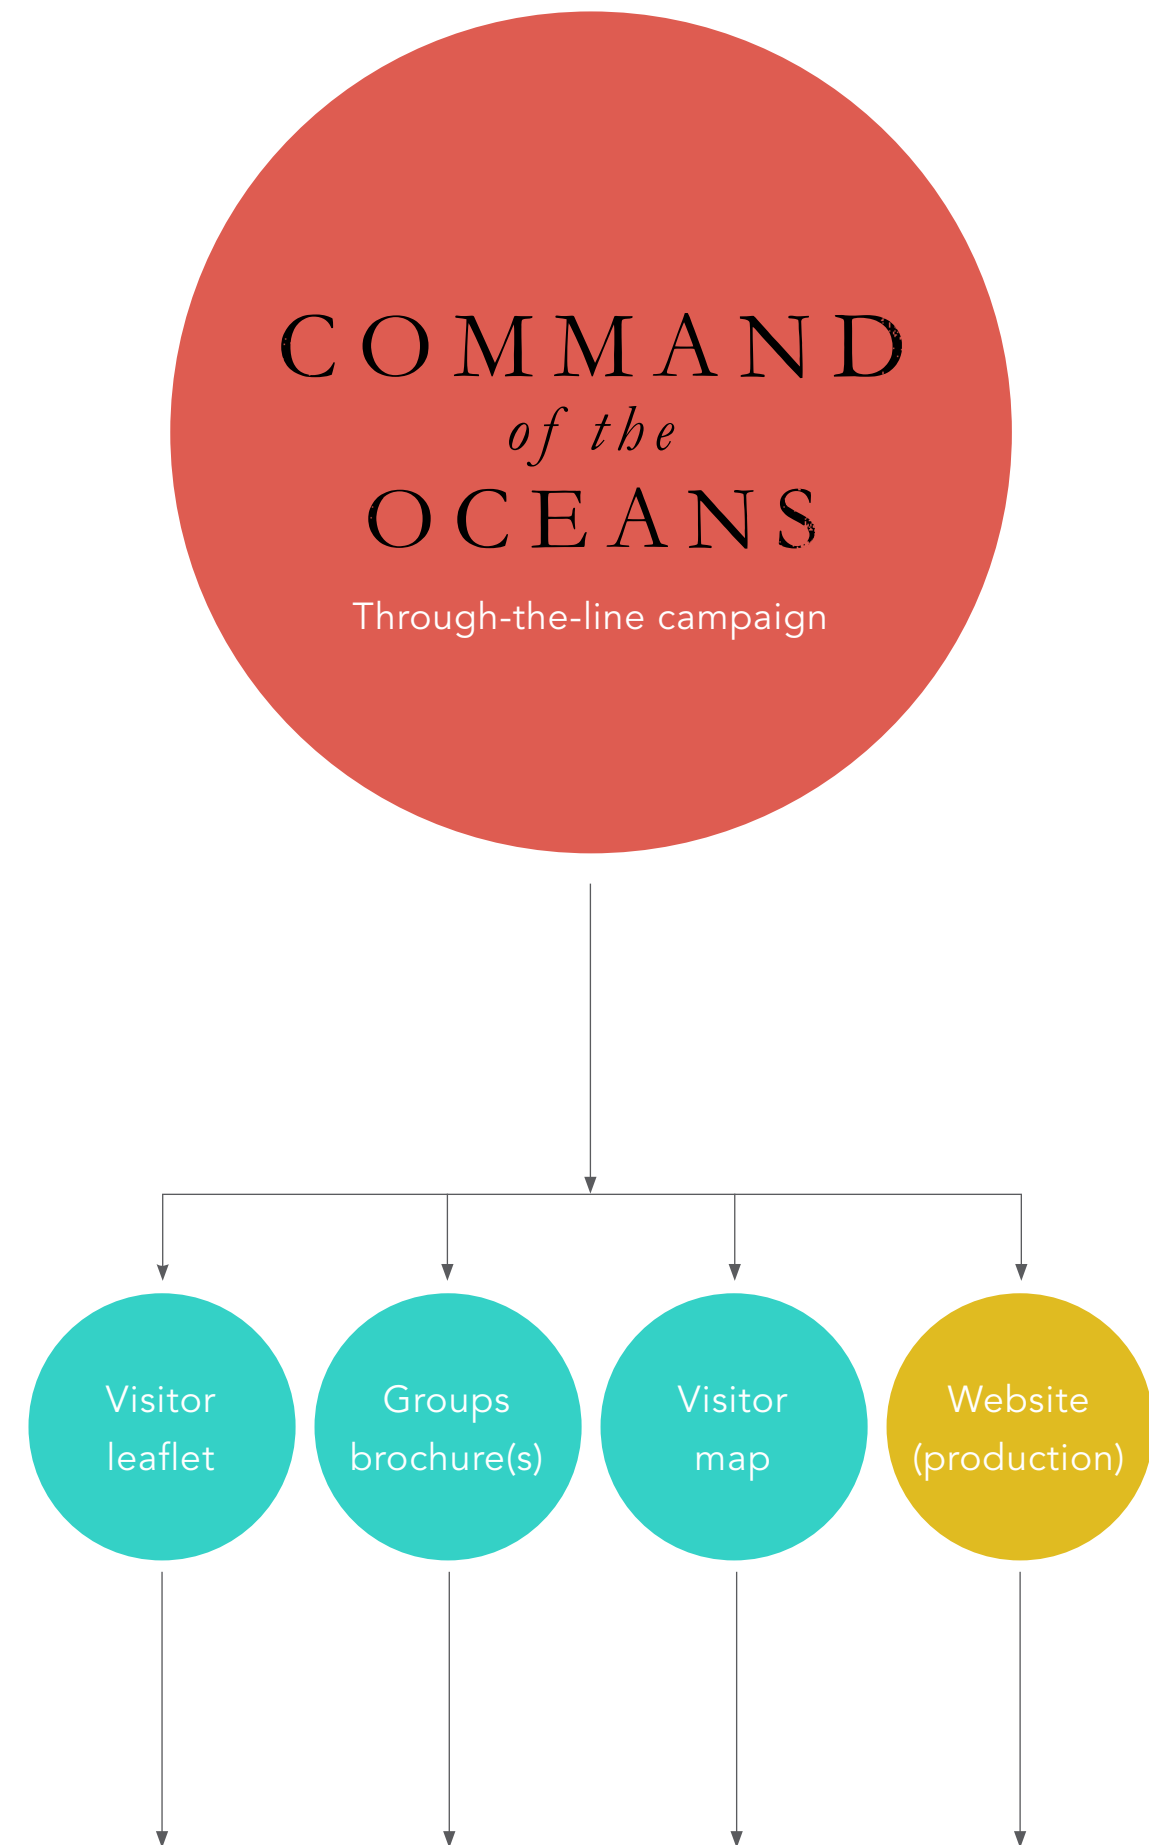 COMMAND
of the
OCEANS
Through-the-line campaign
Visitor
leaflet
Groups
brochure(s)
Visitor
map
Website
(production)